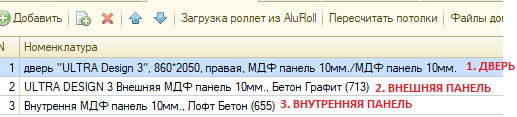 Добавить Загрузка роллет из AluRoll Пересчитать потолки Файлы
N Номенклатура
1 дверь "ULTRA Design 3", 860*2050, правая, МДФ панель 10мм./МДФ панель 10мм. 1. ДВЕРЬ
2 ULTRA DESIGN 3 Внешняя МДФ панель 10мм., Бетон Графит (713) 2. ВНЕШНЯЯ ПАНЕЛЬ
3 Внутрення МДФ панель 10мм., Лофт Бетон (655) 3. ВНУТРЕННЯЯ ПАНЕЛЬ